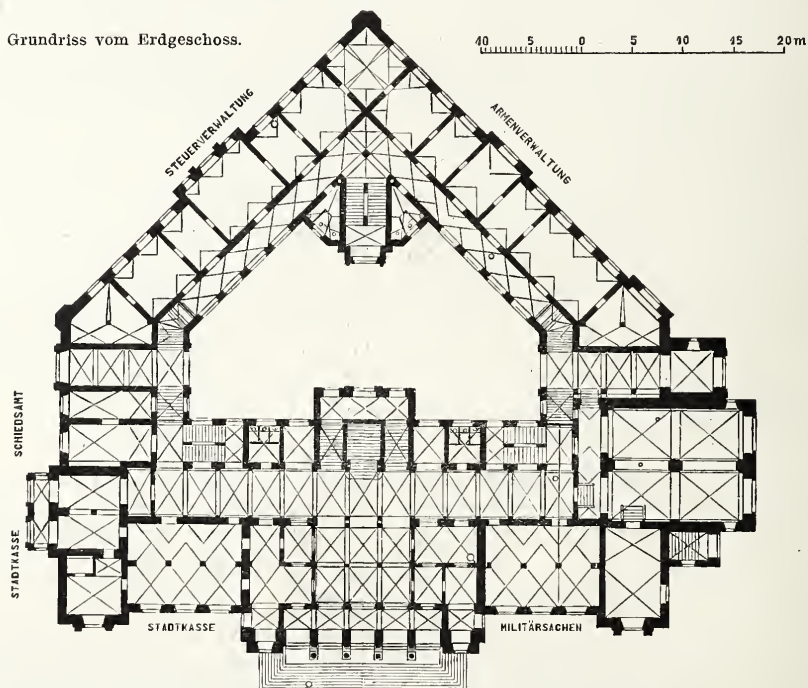 Grundriss vom Erdgeschoss.
10 5 0 5 10 15 20 m
STEUERVERWALTUNG
ARMENVERWALTUNG
SCHIEDSAMT
STADTKASSE
STADTKASSE
MILITÄRSACHEN